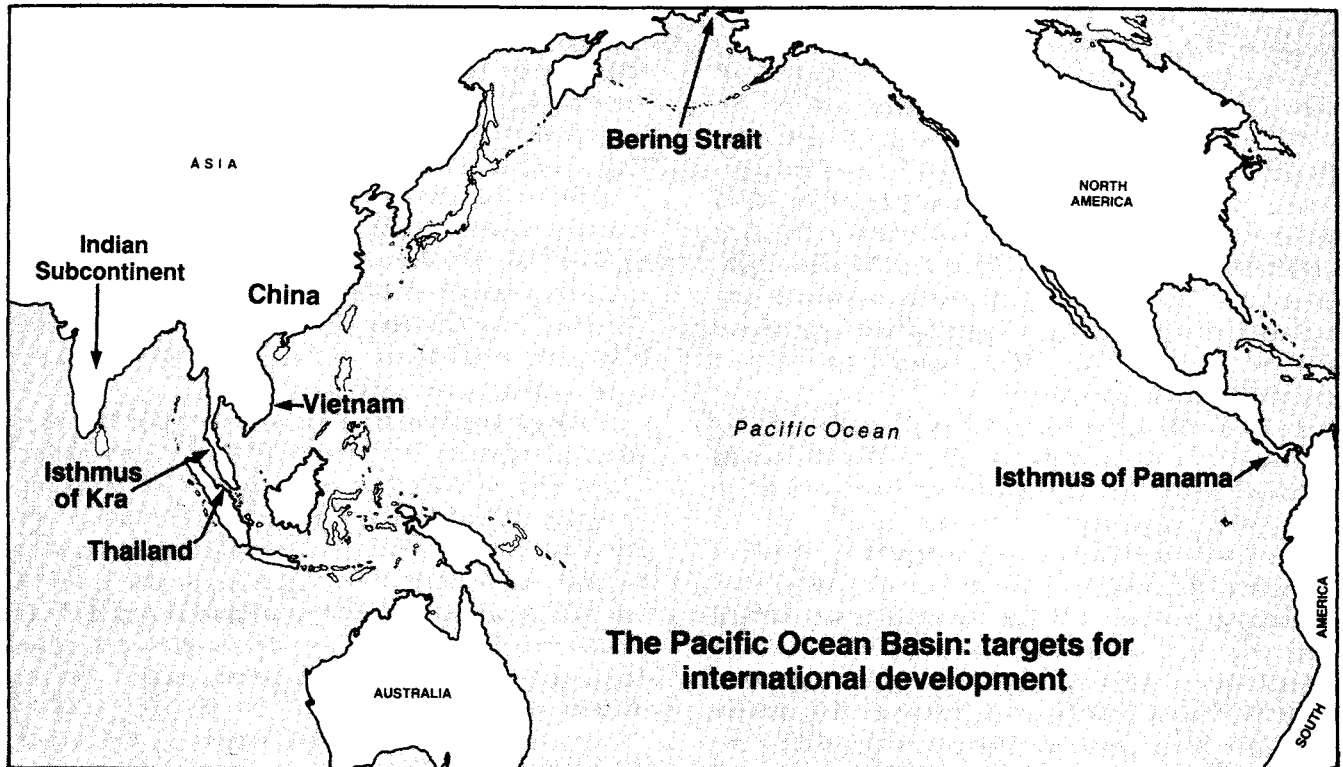 Bering Strait
ASIA
NORTH
AMERICA
Indian
Subcontinent
China
Vietnam
Pacific Ocean
Isthmus
of Kra
Isthmus of Panama
Thailand
The Pacific Ocean Basin: targets for
international development
AUSTRALIA
SOUTH AMERICA